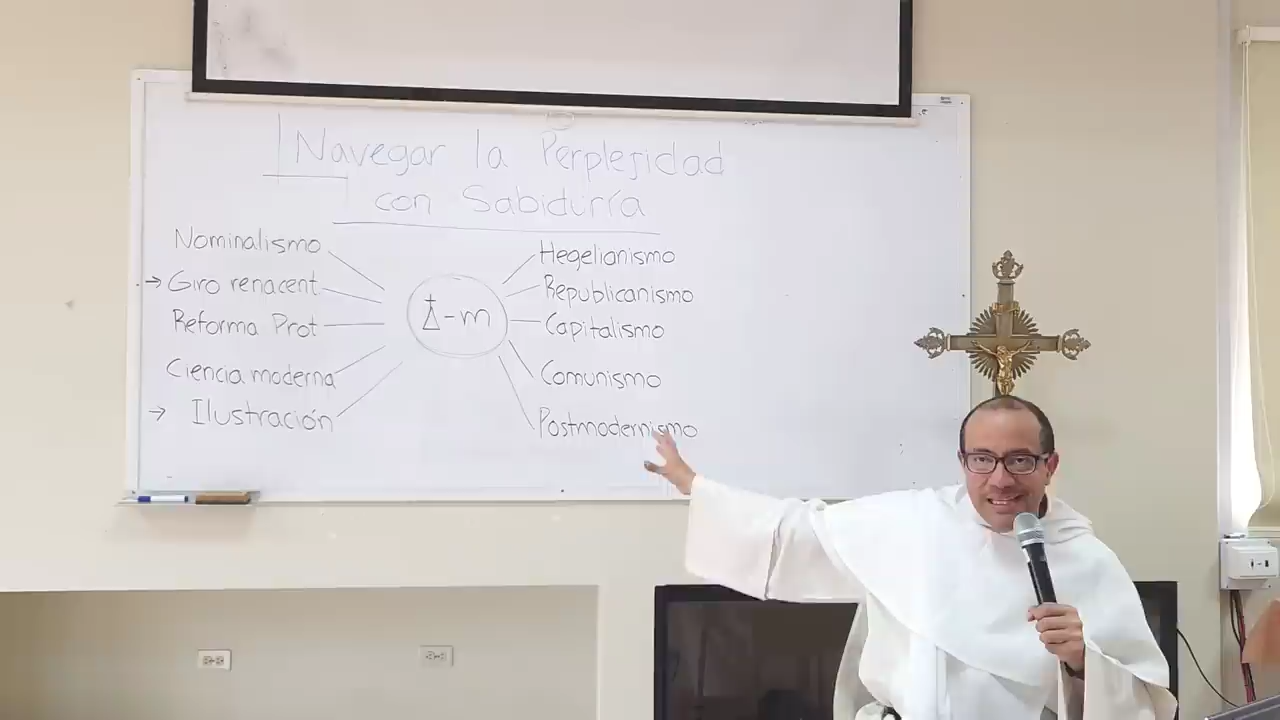 Navegar la Perplejidad
con Sabiduría
Nominalismo
→ Giro renacent.
Reforma Prot
Ciencia moderna
→ Ilustración
Δ-m
Hegelianismo
Republicanismo
Capitalismo
Comunismo
Postmodernismo